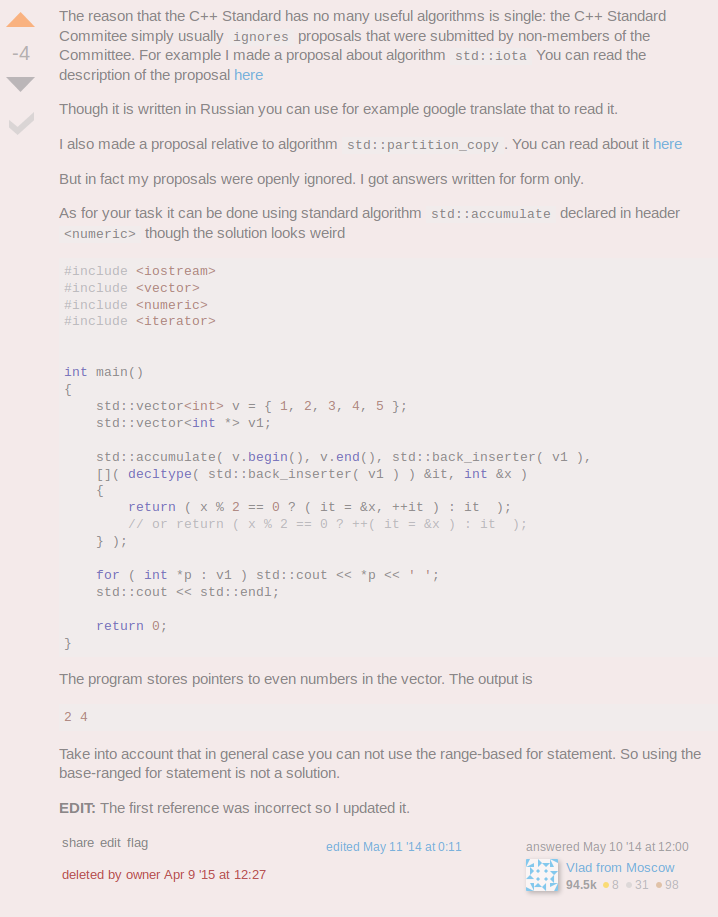 The reason that the C++ Standard has no many useful algorithms is single: the C++ Standard
Commitee simply usually ignores proposals that were submitted by non-members of the
-4
Committee. For example I made a proposal about algorithm std::iota You can read the
description of the proposal here
Though it is written in Russian you can use for example google translate that to read it.
I also made a proposal relative to algorithm std::partition_copy . You can read about it here
But in fact my proposals were openly ignored. I got answers written for form only.
As for your task it can be done using standard algorithm std::accumulate declared in header
<numeric> though the solution looks weird
#include <iostream>
#include <vector>
#include <numeric>
#include <iterator>
int main()
{
    std::vector<int> v = { 1, 2, 3, 4, 5 };
    std::vector<int *> v1;
    std::accumulate( v.begin(), v.end(), std::back_inserter( v1 ),
    []( decltype( std::back_inserter( v1 ) ) &it, int &x )
    {
        return ( x % 2 == 0 ? ( it = &x, ++it ) : it  );
        // or return ( x % 2 == 0 ? ++( it = &x ) : it  );
    } );
    for ( int *p : v1 ) std::cout << *p << ' ';
    std::cout << std::endl;
    return 0;
}
The program stores pointers to even numbers in the vector. The output is
2 4
Take into account that in general case you can not use the range-based for statement. So using the
base-ranged for statement is not a solution.
EDIT: The first reference was incorrect so I updated it.
share edit flag
edited May 11 '14 at 0:11
answered May 10 '14 at 12:00
deleted by owner Apr 9 '15 at 12:27
Vlad from Moscow
94.5k 8 31 98